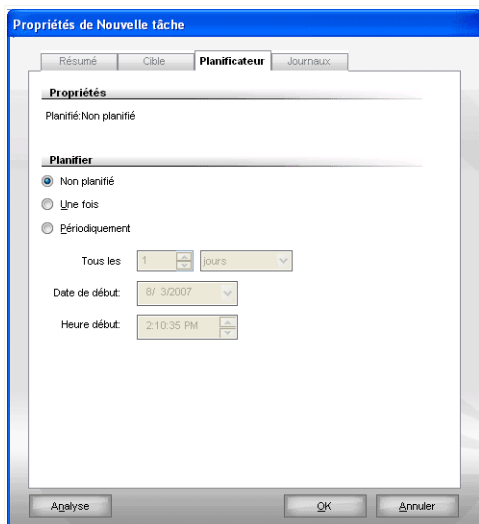 Propriétés de Nouvelle tâche
Résumé Cible Planificateur Journaux
Propriétés
Planifié:Non planifié
Planifier
Non planifié
Une fois
Périodiquement
Tous les 1 jours
Date de début: 8/ 3/2007
Heure début: 2:10:35 PM
Analyse OK Annuler